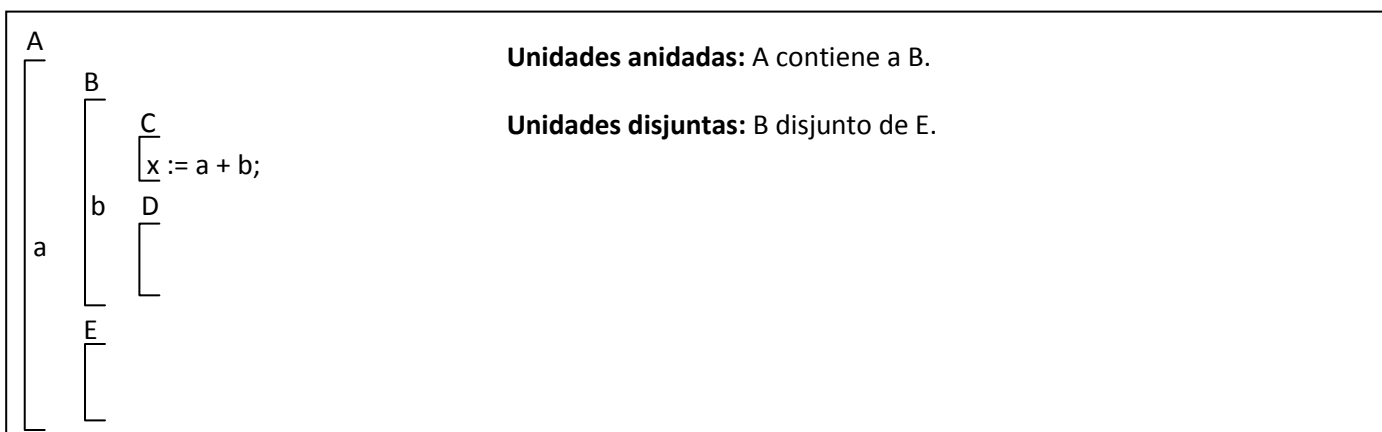 A
Unidades anidadas: A contiene a B.
B
Unidades disjuntas: B disjunto de E.
C
x := a + b;
b D
a
E